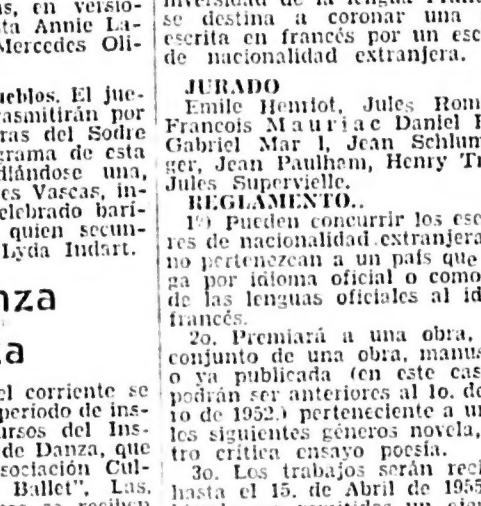 as, en versio-
ta Annie La-
Mercedes Oli-
ueblos. El jue-
rasmitirán por
ras del Sodre
grama de esta
dlándose una,
es Vascas, in-
celebrado barí-
quien secun-
Lyda Indart.
nza
a
el corriente se
período de ins-
ursos del Ins-
de Danza, que
sociación Cul-
Ballet". Las,
se destina a coronar una
escrita en francés por un esc
de nacionalidad extranjera.
JURADO
Emile Henriot, Jules Rom
Francois Mauriac Daniel
Gabriel Mar l, Jean Schlum
ger, Jean Paulham, Henry Tr
Jules Supervielle.
REGLAMENTO..
1º) Pueden concurrir los esc
res de nacionalidad extranjera
no pertenezcan a un país que
ga por idioma oficial o como
de las lenguas oficiales al id
francés.
2o. Premiará a una obra,
conjunto de una obra, manus
o ya publicada (en este cas
podrán ser anteriores al 1o. de
ro de 1952.) perteneciente a un
los siguientes géneros novela,
tro crítica ensayo poesía.
3o. Los trabajos serán reci
hasta el 15. de Abril de 1955